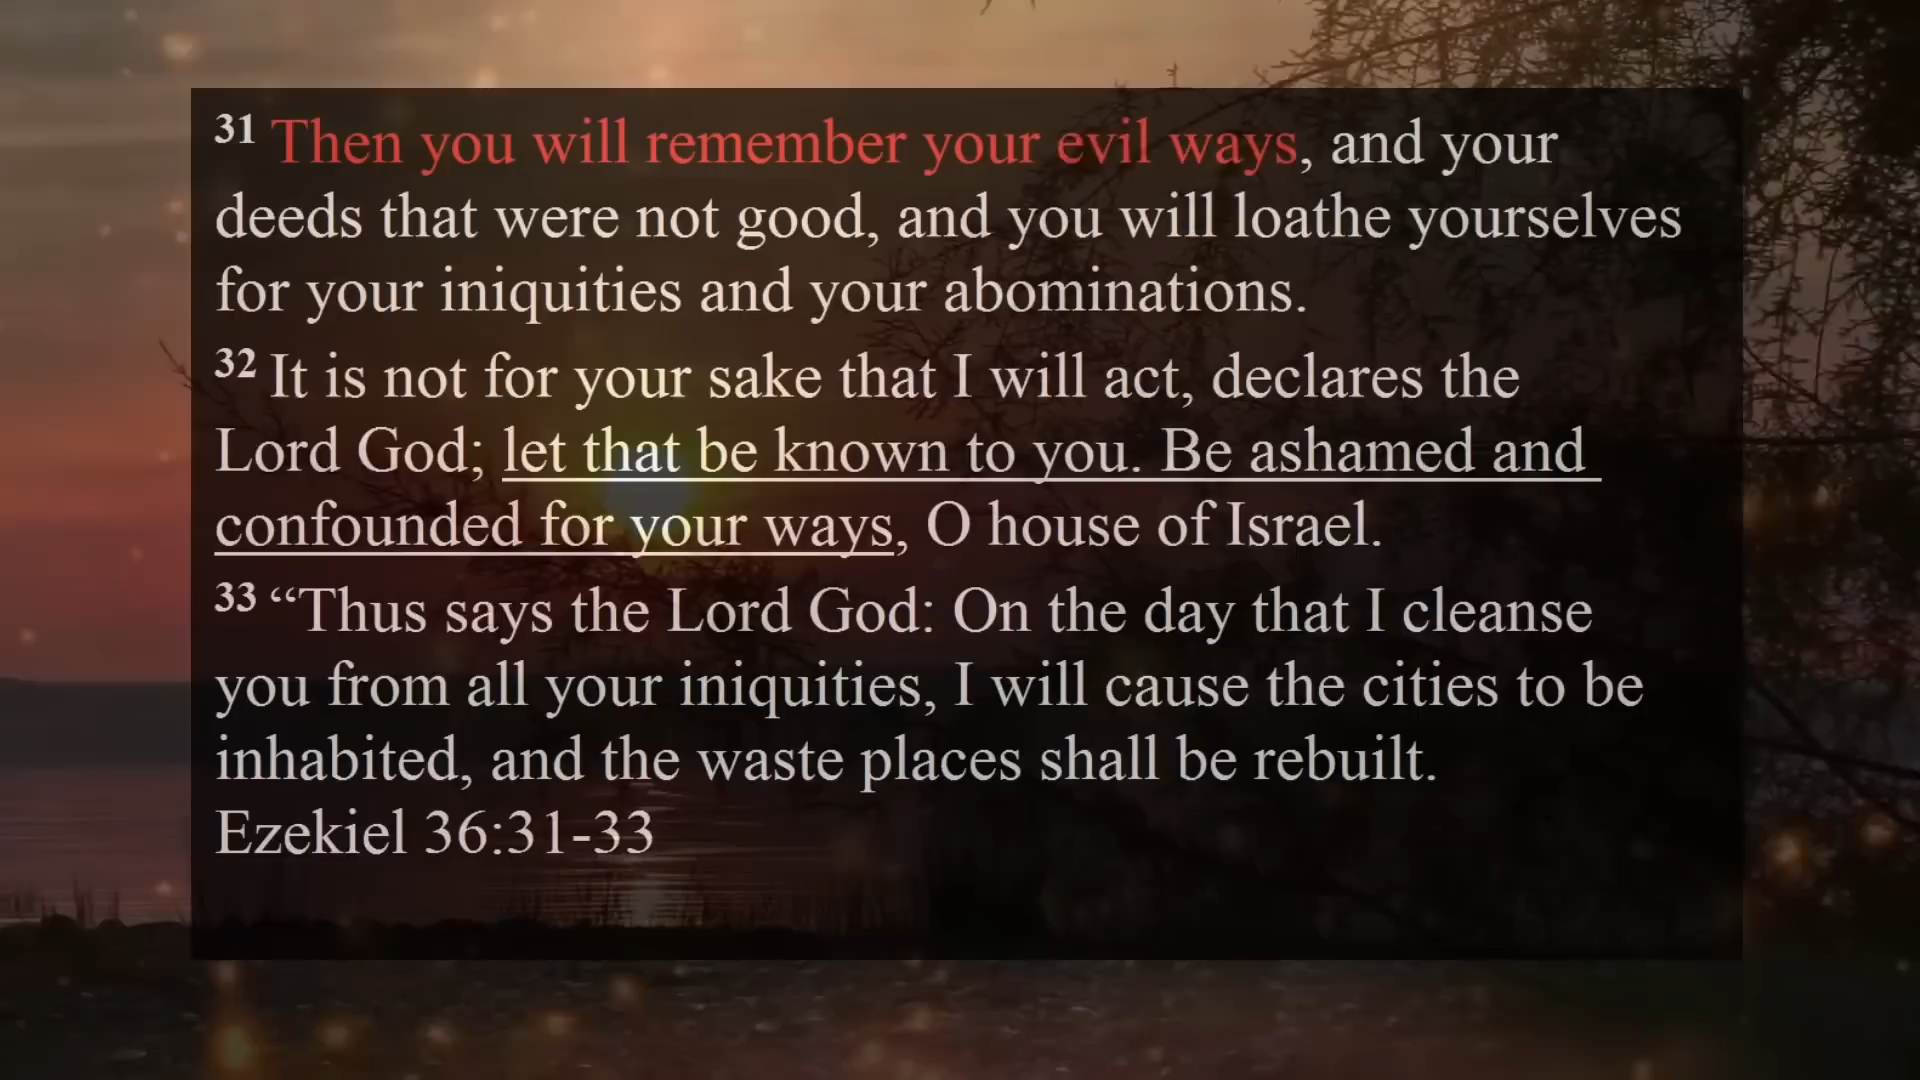 31 Then you will remember your evil ways, and your
deeds that were not good, and you will loathe yourselves
for your iniquities and your abominations.
32 It is not for your sake that I will act, declares the
Lord God; let that be known to you. Be ashamed and
confounded for your ways, O house of Israel.
33 “Thus says the Lord God: On the day that I cleanse
you from all your iniquities, I will cause the cities to be
inhabited, and the waste places shall be rebuilt.
Ezekiel 36:31-33